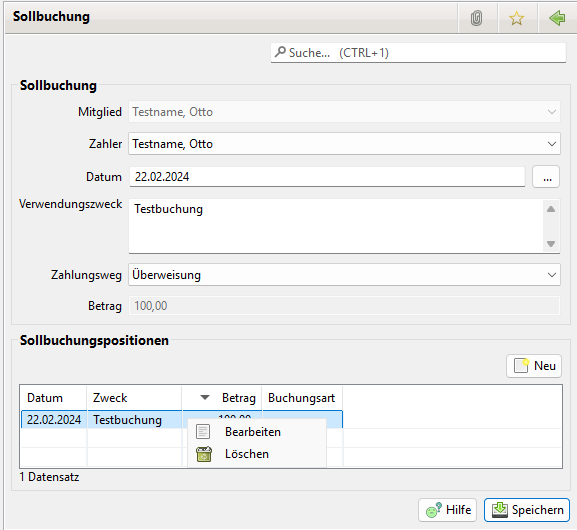 Sollbuchung
Suche... (CTRL+1)
Sollbuchung
Mitglied Testname, Otto
Zahler Testname, Otto
Datum 22.02.2024 ...
Verwendungszweck Testbuchung
Zahlungsweg Überweisung
Betrag 100,00
Sollbuchungspositionen
Neu
Datum Zweck Betrag Buchungsart
22.02.2024 Testbuchung 100,00
Bearbeiten
Löschen
1 Datensatz
Hilfe Speichern